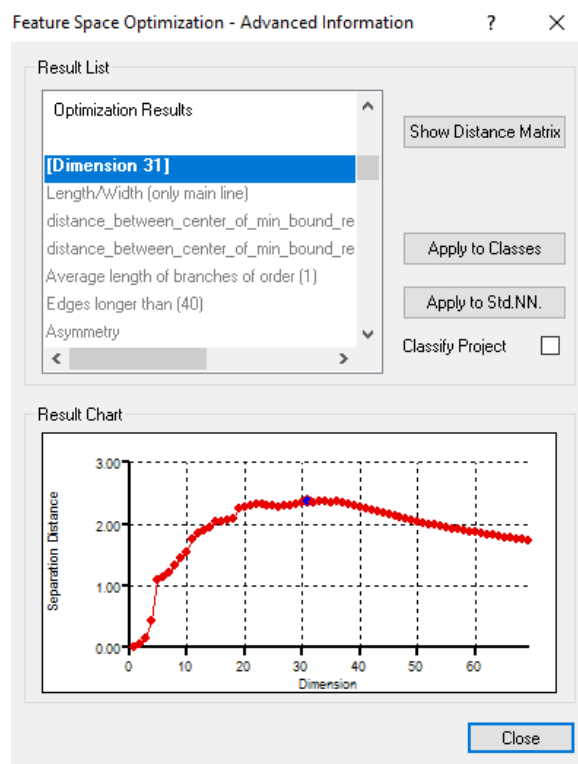 Feature Space Optimization - Advanced Information ? ×
Result List
Optimization Results
[Dimension 31]
Length/Width (only main line)
distance_between_center_of_min_bound_re
distance_between_center_of_min_bound_re
Average length of branches of order (1)
Edges longer than (40)
Asymmetry
Show Distance Matrix
Apply to Classes
Apply to Std.NN.
Classify Project
Result Chart
3.00
2.00
1.00
0.00
Separation Distance
0 10 20 30 40 50 60
Dimension
Close